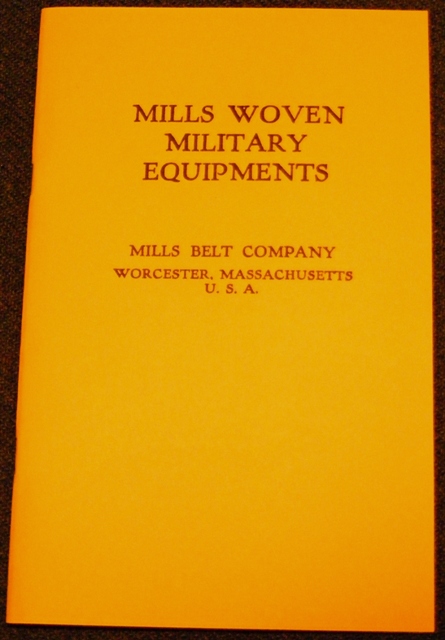 MILLS WOVEN
MILITARY
EQUIPMENTS
MILLS BELT COMPANY
WORCESTER, MASSACHUSETTS
U. S. A.